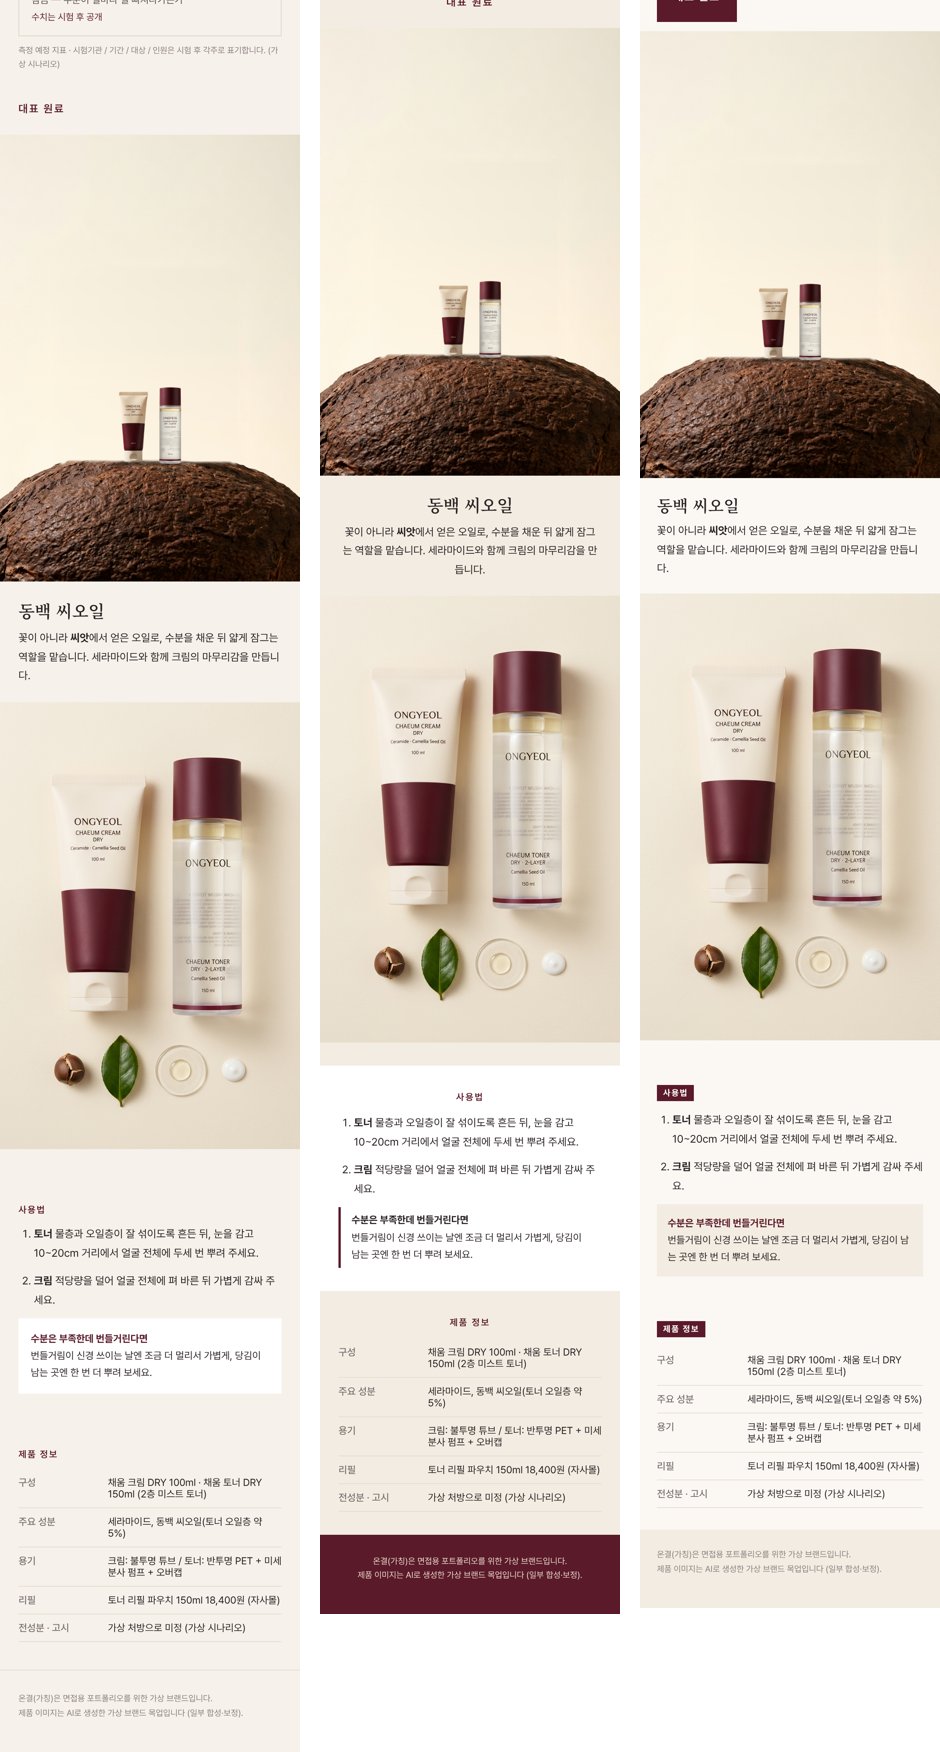 수치는 시험 후 공개
측정 예정 지표 · 시험기관 / 기간 / 대상 / 인원은 시험 후 각주로 표기합니다. (가
상 시나리오)
대표 원료
ONGYEOL
동백 씨오일
꽃이 아니라 씨앗에서 얻은 오일로, 수분을 채운 뒤 얇게 잠그는
역할을 맡습니다. 세라마이드와 함께 크림의 마무리감을 만듭니
다.
ONGYEOL
CHAEUM CREAM
DRY
Ceramide · Camellia Seed Oil
100 ml
ONGYEOL
CHAEUM TONER
DRY · 2-LAYER
Camellia Seed Oil
150 ml
사용법
1. 토너 물층과 오일층이 잘 섞이도록 흔든 뒤, 눈을 감고
10~20cm 거리에서 얼굴 전체에 두세 번 뿌려 주세요.
2. 크림 적당량을 덜어 얼굴 전체에 펴 바른 뒤 가볍게 감싸 주
세요.
수분은 부족한데 번들거린다면
번들거림이 신경 쓰이는 날엔 조금 더 멀리서 가볍게, 당김이
남는 곳엔 한 번 더 뿌려 보세요.
제품 정보
구성 채움 크림 DRY 100ml · 채움 토너 DRY
150ml (2층 미스트 토너)
주요 성분 세라마이드, 동백 씨오일(토너 오일층 약
5%)
용기 크림: 불투명 튜브 / 토너: 반투명 PET + 미세
분사 펌프 + 오버캡
리필 토너 리필 파우치 150ml 18,400원 (자사몰)
전성분 · 고시 가상 처방으로 미정 (가상 시나리오)
온결(가칭)은 면접용 포트폴리오를 위한 가상 브랜드입니다.
제품 이미지는 AI로 생성한 가상 브랜드 목업입니다 (일부 합성·보정).
대표 원료
동백 씨오일
꽃이 아니라 씨앗에서 얻은 오일로, 수분을 채운 뒤 얇게 잠그
는 역할을 맡습니다. 세라마이드와 함께 크림의 마무리감을 만
듭니다.
ONGYEOL
CHAEUM CREAM
DRY
Ceramide · Camellia Seed Oil
100 ml
ONGYEOL
CHAEUM TONER
DRY · 2-LAYER
Camellia Seed Oil
150 ml
사용법
1. 토너 물층과 오일층이 잘 섞이도록 흔든 뒤, 눈을 감고
10~20cm 거리에서 얼굴 전체에 두세 번 뿌려 주세요.
2. 크림 적당량을 덜어 얼굴 전체에 펴 바른 뒤 가볍게 감싸 주
세요.
수분은 부족한데 번들거린다면
번들거림이 신경 쓰이는 날엔 조금 더 멀리서 가볍게, 당김이
남는 곳엔 한 번 더 뿌려 보세요.
제품 정보
구성 채움 크림 DRY 100ml · 채움 토너 DRY
150ml (2층 미스트 토너)
주요 성분 세라마이드, 동백 씨오일(토너 오일층 약
5%)
용기 크림: 불투명 튜브 / 토너: 반투명 PET + 미세
분사 펌프 + 오버캡
리필 토너 리필 파우치 150ml 18,400원 (자사몰)
전성분 · 고시 가상 처방으로 미정 (가상 시나리오)
온결(가칭)은 면접용 포트폴리오를 위한 가상 브랜드입니다.
제품 이미지는 AI로 생성한 가상 브랜드 목업입니다 (일부 합성·보정).
동백 씨오일
꽃이 아니라 씨앗에서 얻은 오일로, 수분을 채운 뒤 얇게 잠그는
역할을 맡습니다. 세라마이드와 함께 크림의 마무리감을 만듭니
다.
ONGYEOL
CHAEUM CREAM
DRY
Ceramide · Camellia Seed Oil
100 ml
ONGYEOL
CHAEUM TONER
DRY · 2-LAYER
Camellia Seed Oil
150 ml
사용법
1. 토너 물층과 오일층이 잘 섞이도록 흔든 뒤, 눈을 감고
10~20cm 거리에서 얼굴 전체에 두세 번 뿌려 주세요.
2. 크림 적당량을 덜어 얼굴 전체에 펴 바른 뒤 가볍게 감싸 주세
요.
수분은 부족한데 번들거린다면
번들거림이 신경 쓰이는 날엔 조금 더 멀리서 가볍게, 당김이 남
는 곳엔 한 번 더 뿌려 보세요.
제품 정보
구성 채움 크림 DRY 100ml · 채움 토너 DRY
150ml (2층 미스트 토너)
주요 성분 세라마이드, 동백 씨오일(토너 오일층 약 5%)
용기 크림: 불투명 튜브 / 토너: 반투명 PET + 미세
분사 펌프 + 오버캡
리필 토너 리필 파우치 150ml 18,400원 (자사몰)
전성분 · 고시 가상 처방으로 미정 (가상 시나리오)
온결(가칭)은 면접용 포트폴리오를 위한 가상 브랜드입니다.
제품 이미지는 AI로 생성한 가상 브랜드 목업입니다 (일부 합성·보정).